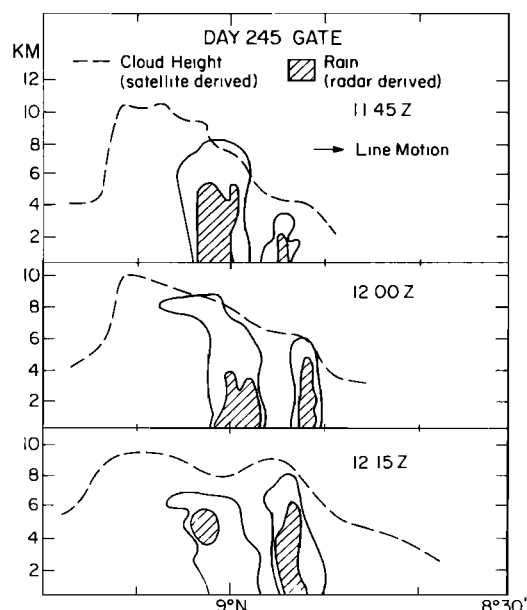 DAY 245 GATE
KM
Cloud Height
(satellite derived)
Rain
(radar derived)
12
10
8
6
4
2
11 45 Z
Line Motion
10
8
6
4
2
12 00 Z
10
8
6
4
2
12 15 Z
9°N
8°30'